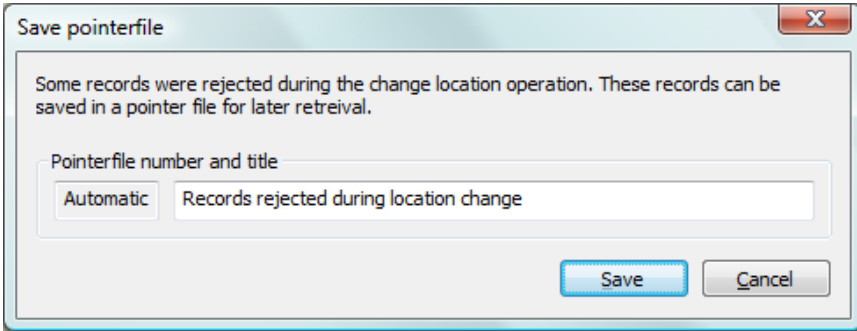 Save pointerfile
Some records were rejected during the change location operation. These records can be
saved in a pointer file for later retreival.
Pointerfile number and title
Automatic Records rejected during location change
Save Cancel